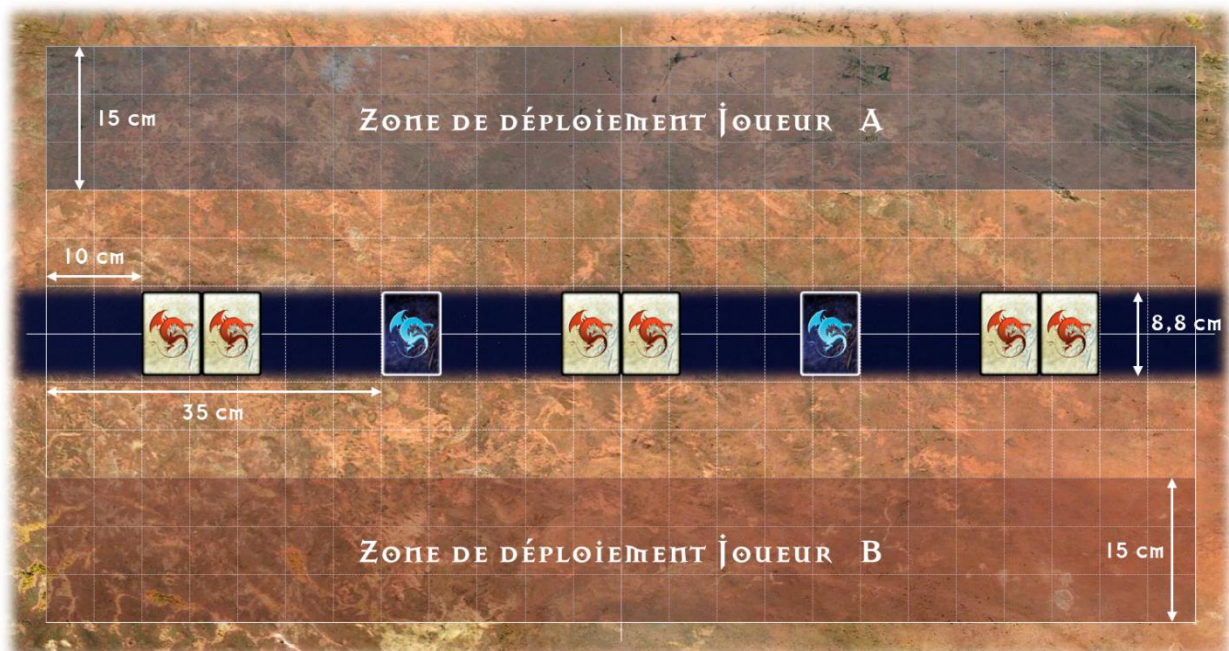 15 cm
Zone de déploiement Joueur A
10 cm
8,8 cm
35 cm
Zone de déploiement Joueur B
15 cm